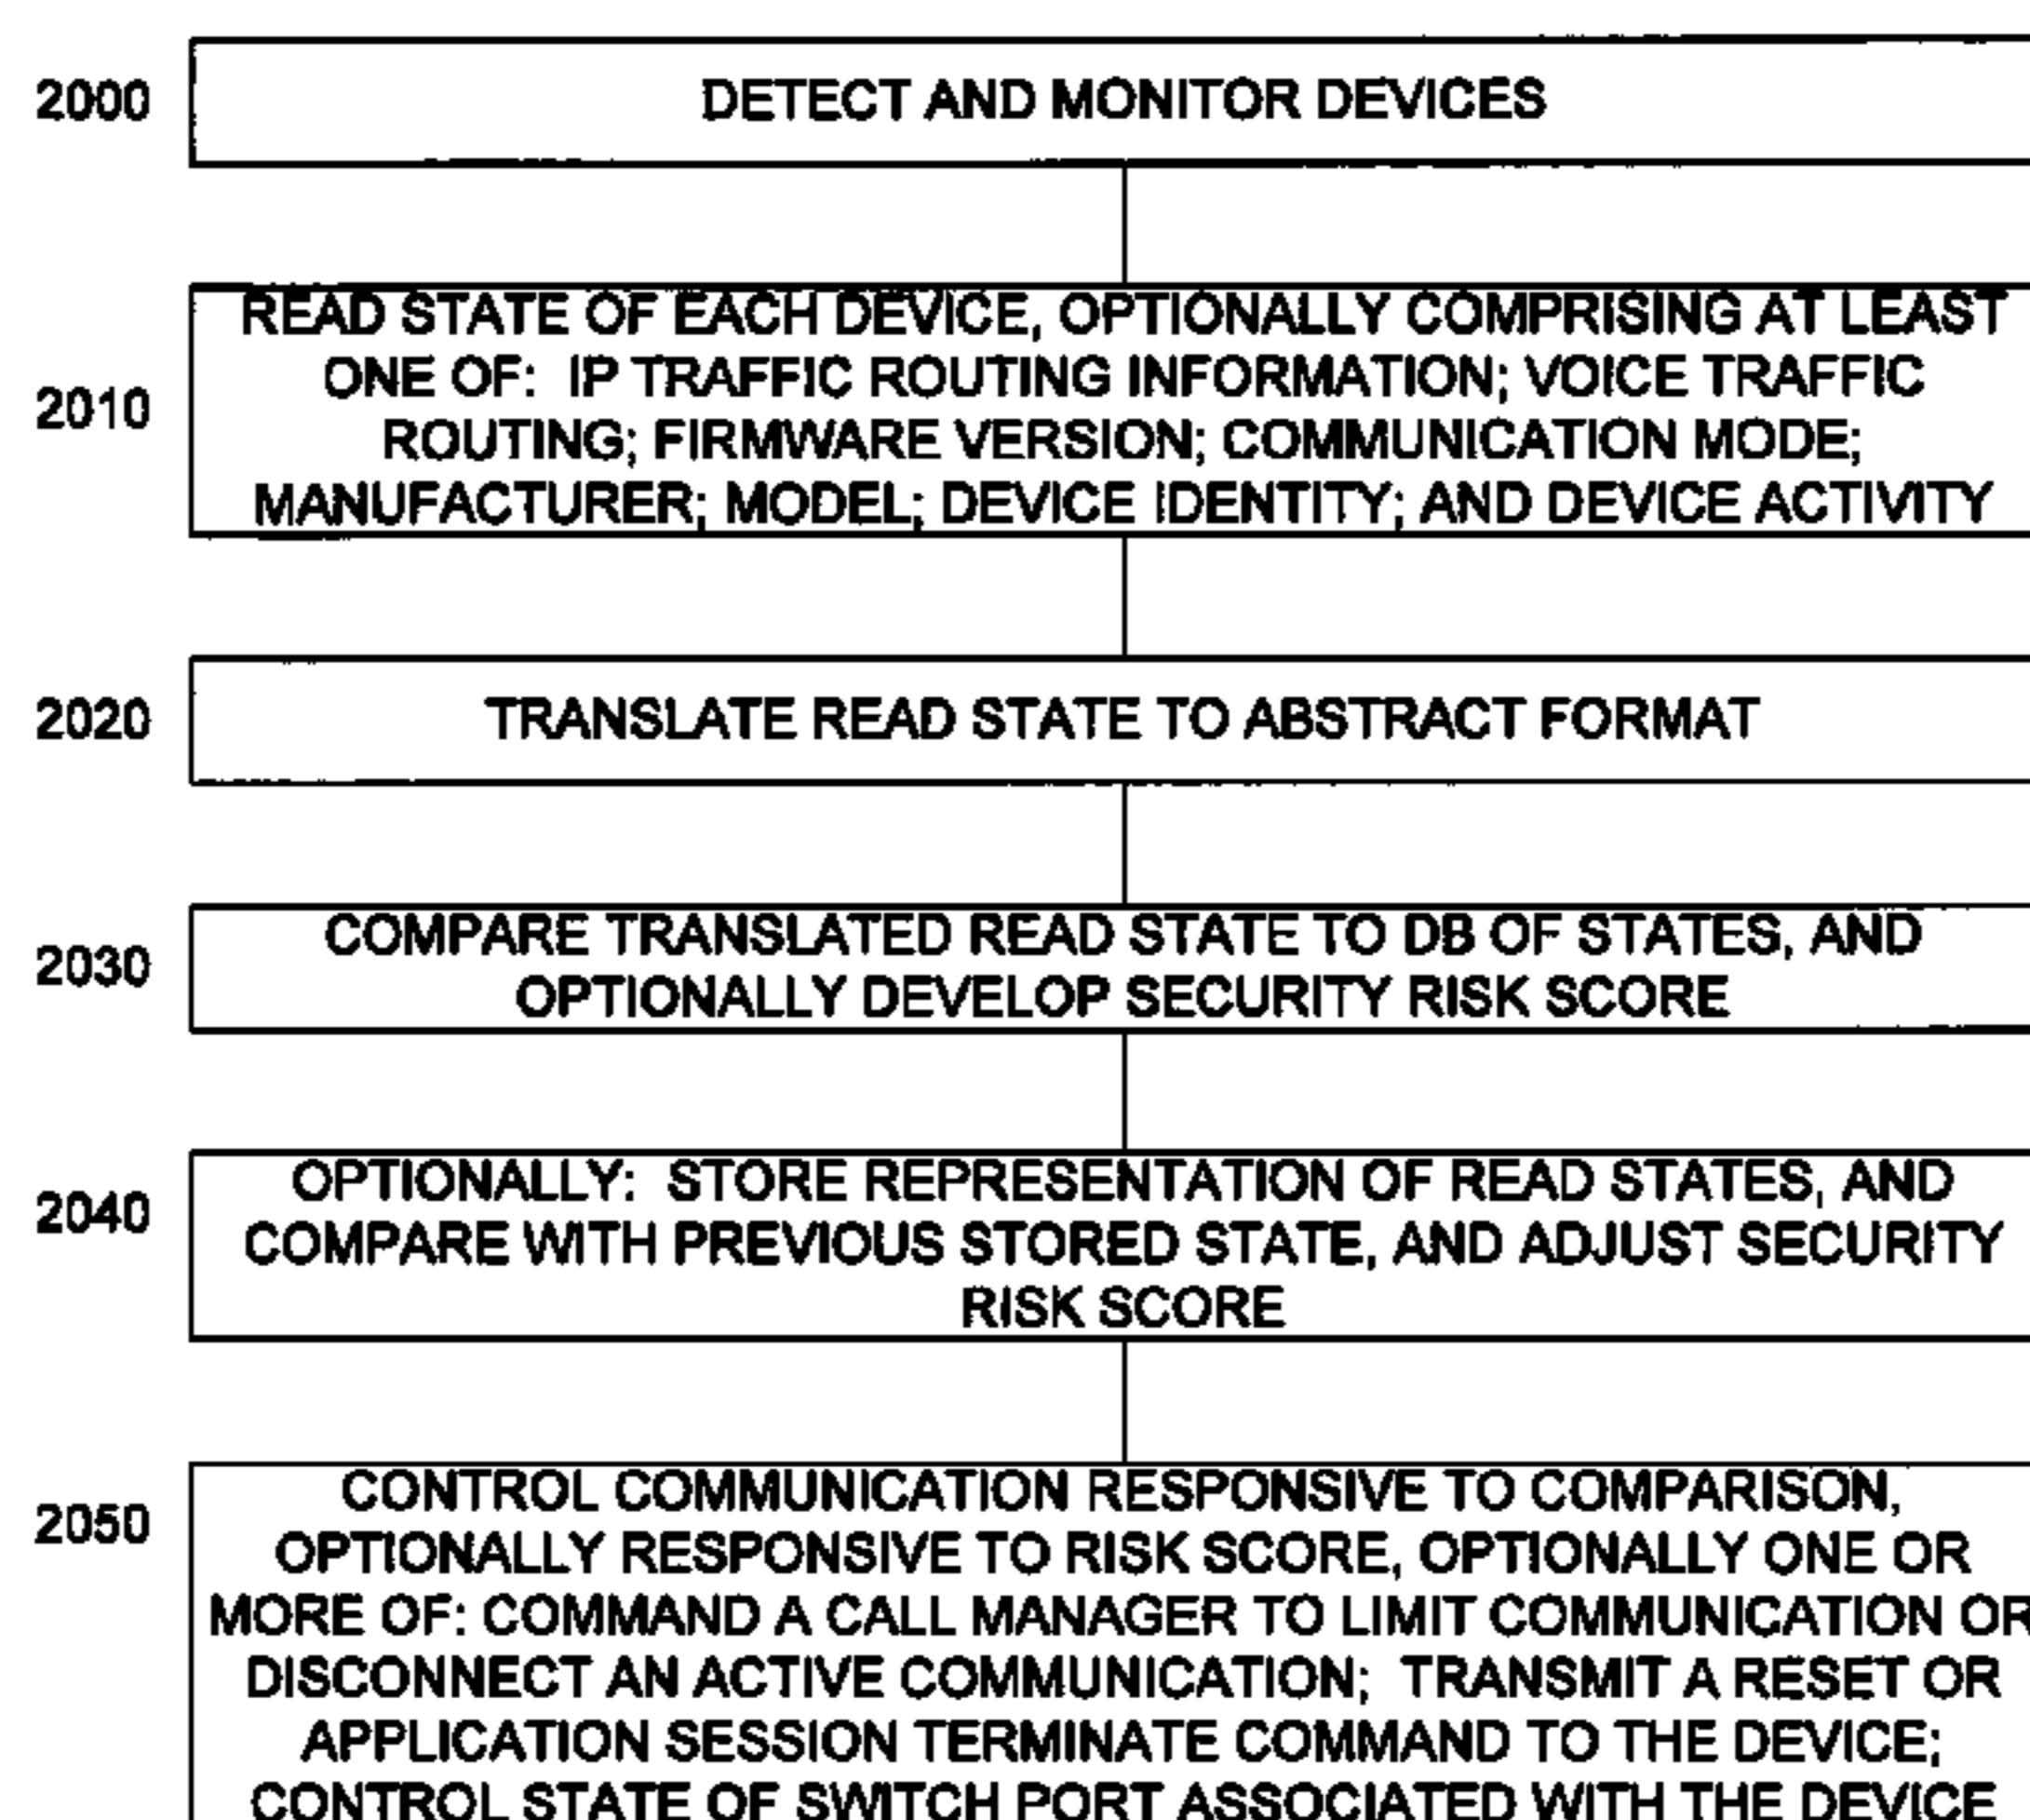 2000
DETECT AND MONITOR DEVICES
2010
READ STATE OF EACH DEVICE, OPTIONALLY COMPRISING AT LEAST
ONE OF: IP TRAFFIC ROUTING INFORMATION; VOICE TRAFFIC
ROUTING; FIRMWARE VERSION; COMMUNICATION MODE;
MANUFACTURER; MODEL; DEVICE IDENTITY; AND DEVICE ACTIVITY
2020
TRANSLATE READ STATE TO ABSTRACT FORMAT
2030
COMPARE TRANSLATED READ STATE TO DB OF STATES, AND
OPTIONALLY DEVELOP SECURITY RISK SCORE
2040
OPTIONALLY: STORE REPRESENTATION OF READ STATES, AND
COMPARE WITH PREVIOUS STORED STATE, AND ADJUST SECURITY
RISK SCORE
2050
CONTROL COMMUNICATION RESPONSIVE TO COMPARISON,
OPTIONALLY RESPONSIVE TO RISK SCORE, OPTIONALLY ONE OR
MORE OF: COMMAND A CALL MANAGER TO LIMIT COMMUNICATION OR
DISCONNECT AN ACTIVE COMMUNICATION; TRANSMIT A RESET OR
APPLICATION SESSION TERMINATE COMMAND TO THE DEVICE;
CONTROL STATE OF SWITCH PORT ASSOCIATED WITH THE DEVICE